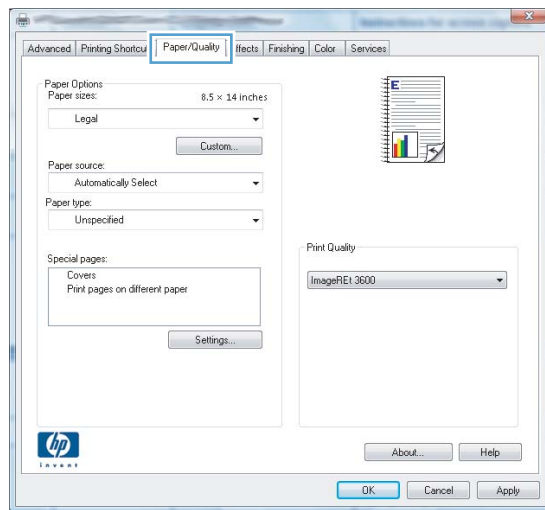 Advanced Printing Shortcu Paper/Quality ffects Finishing Color Services
Paper Options
Paper sizes: 8.5 × 14 inches
Legal
Custom...
Paper source:
Automatically Select
Paper type:
Unspecified
Special pages:
Covers
Print pages on different paper
Settings...
E
Print Quality
ImageREt 3600
hp
invent
About... Help
OK Cancel Apply